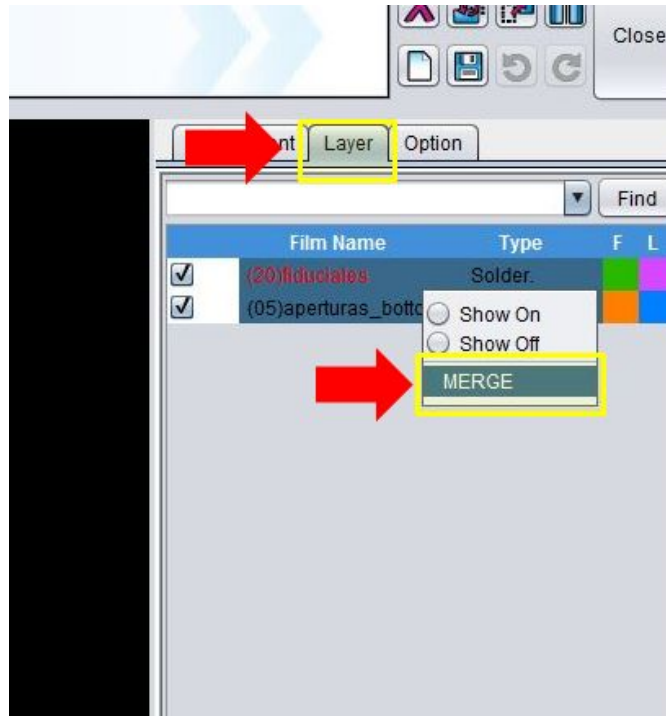 Close
Layer
Option
Find
Film Name Type F L
(20)fiduciales Solder.
(05)aperturas_botto
Show On
Show Off
MERGE